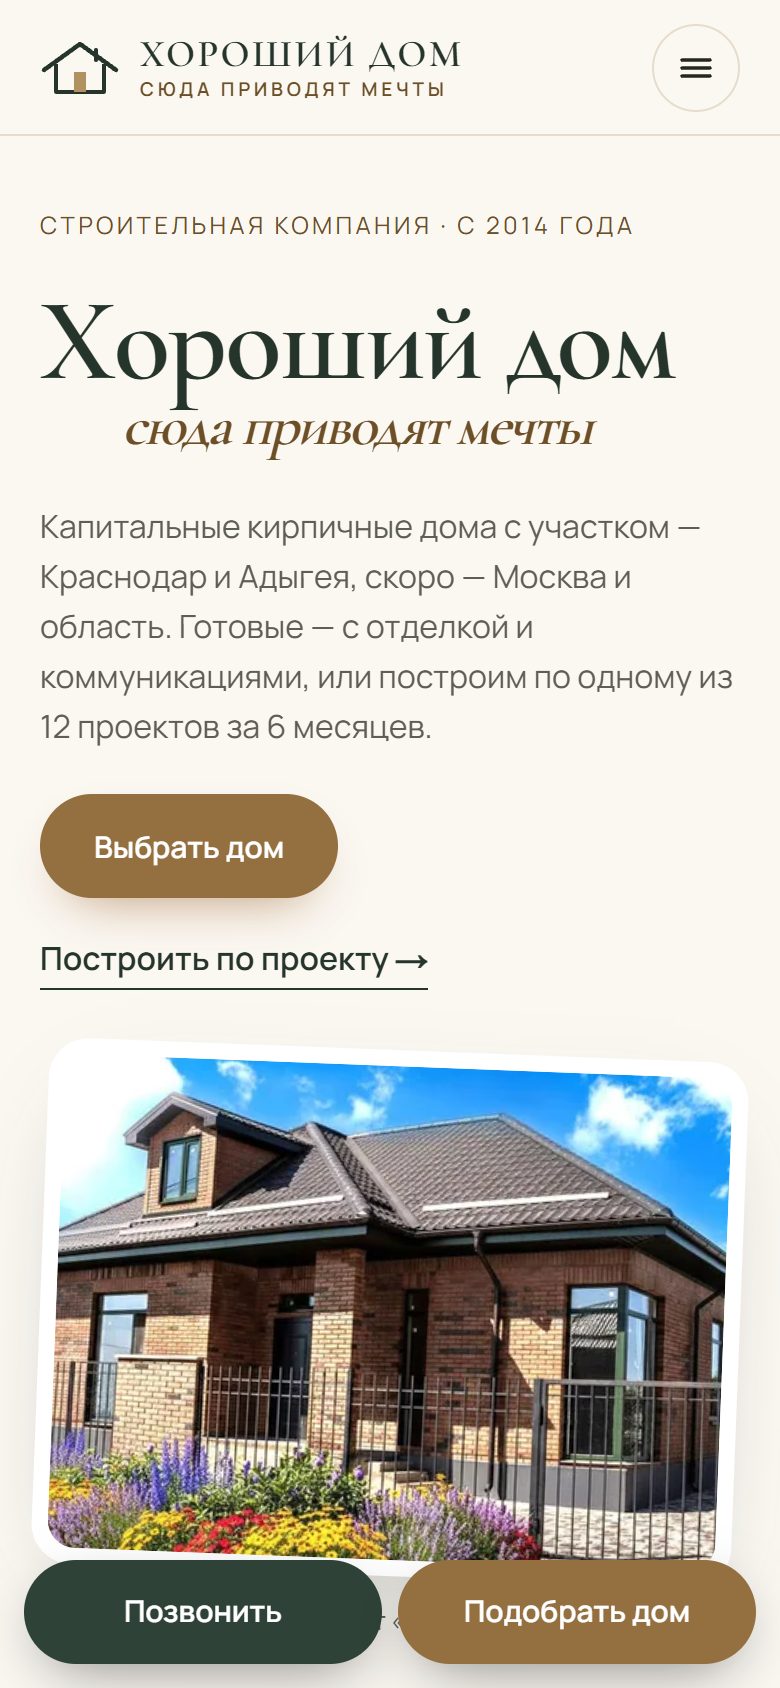 ХОРОШИЙ ДОМ
СЮДА ПРИВОДЯТ МЕЧТЫ
СТРОИТЕЛЬНАЯ КОМПАНИЯ · С 2014 ГОДА
Хороший дом
сюда приводят мечты
Капитальные кирпичные дома с участком —
Краснодар и Адыгея, скоро — Москва и
область. Готовые — с отделкой и
коммуникациями, или построим по одному из
12 проектов за 6 месяцев.
Выбрать дом
Построить по проекту →
Позвонить
Подобрать дом